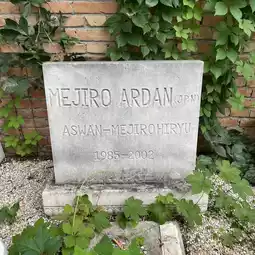 MEJIRO ARDAN (JPN)
ASWAN-MEJIROHIRYU
1985-2002